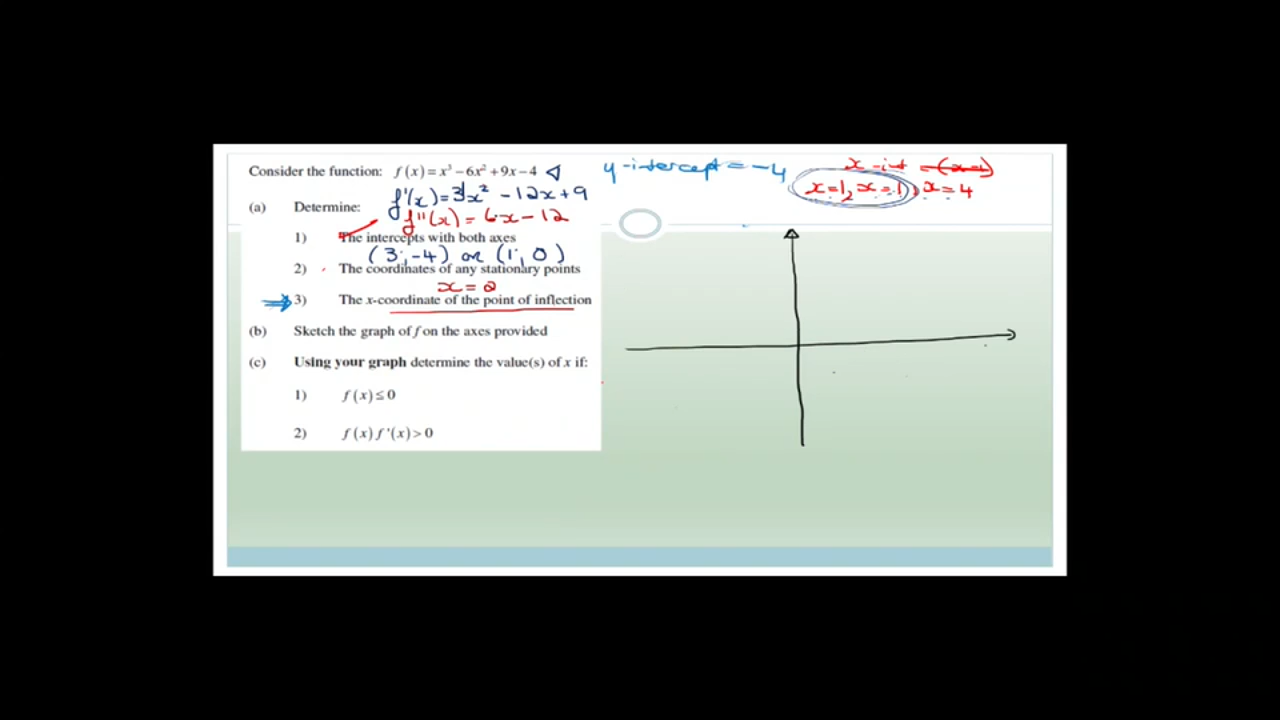 Consider the function: f(x) = x³ − 6x² + 9x − 4
y-intercept = −4
x-int = (x-1)
x=1, x=1, x=4
f'(x)=3x² − 12x + 9
(a) Determine:
f''(x) = 6x − 12
1) The intercepts with both axes
(3;-4) or (1; 0)
2) The coordinates of any stationary points
x = 2
3) The x-coordinate of the point of inflection
(b) Sketch the graph of f on the axes provided
(c) Using your graph determine the value(s) of x if:
1) f(x) ≤ 0
2) f(x) f'(x) > 0